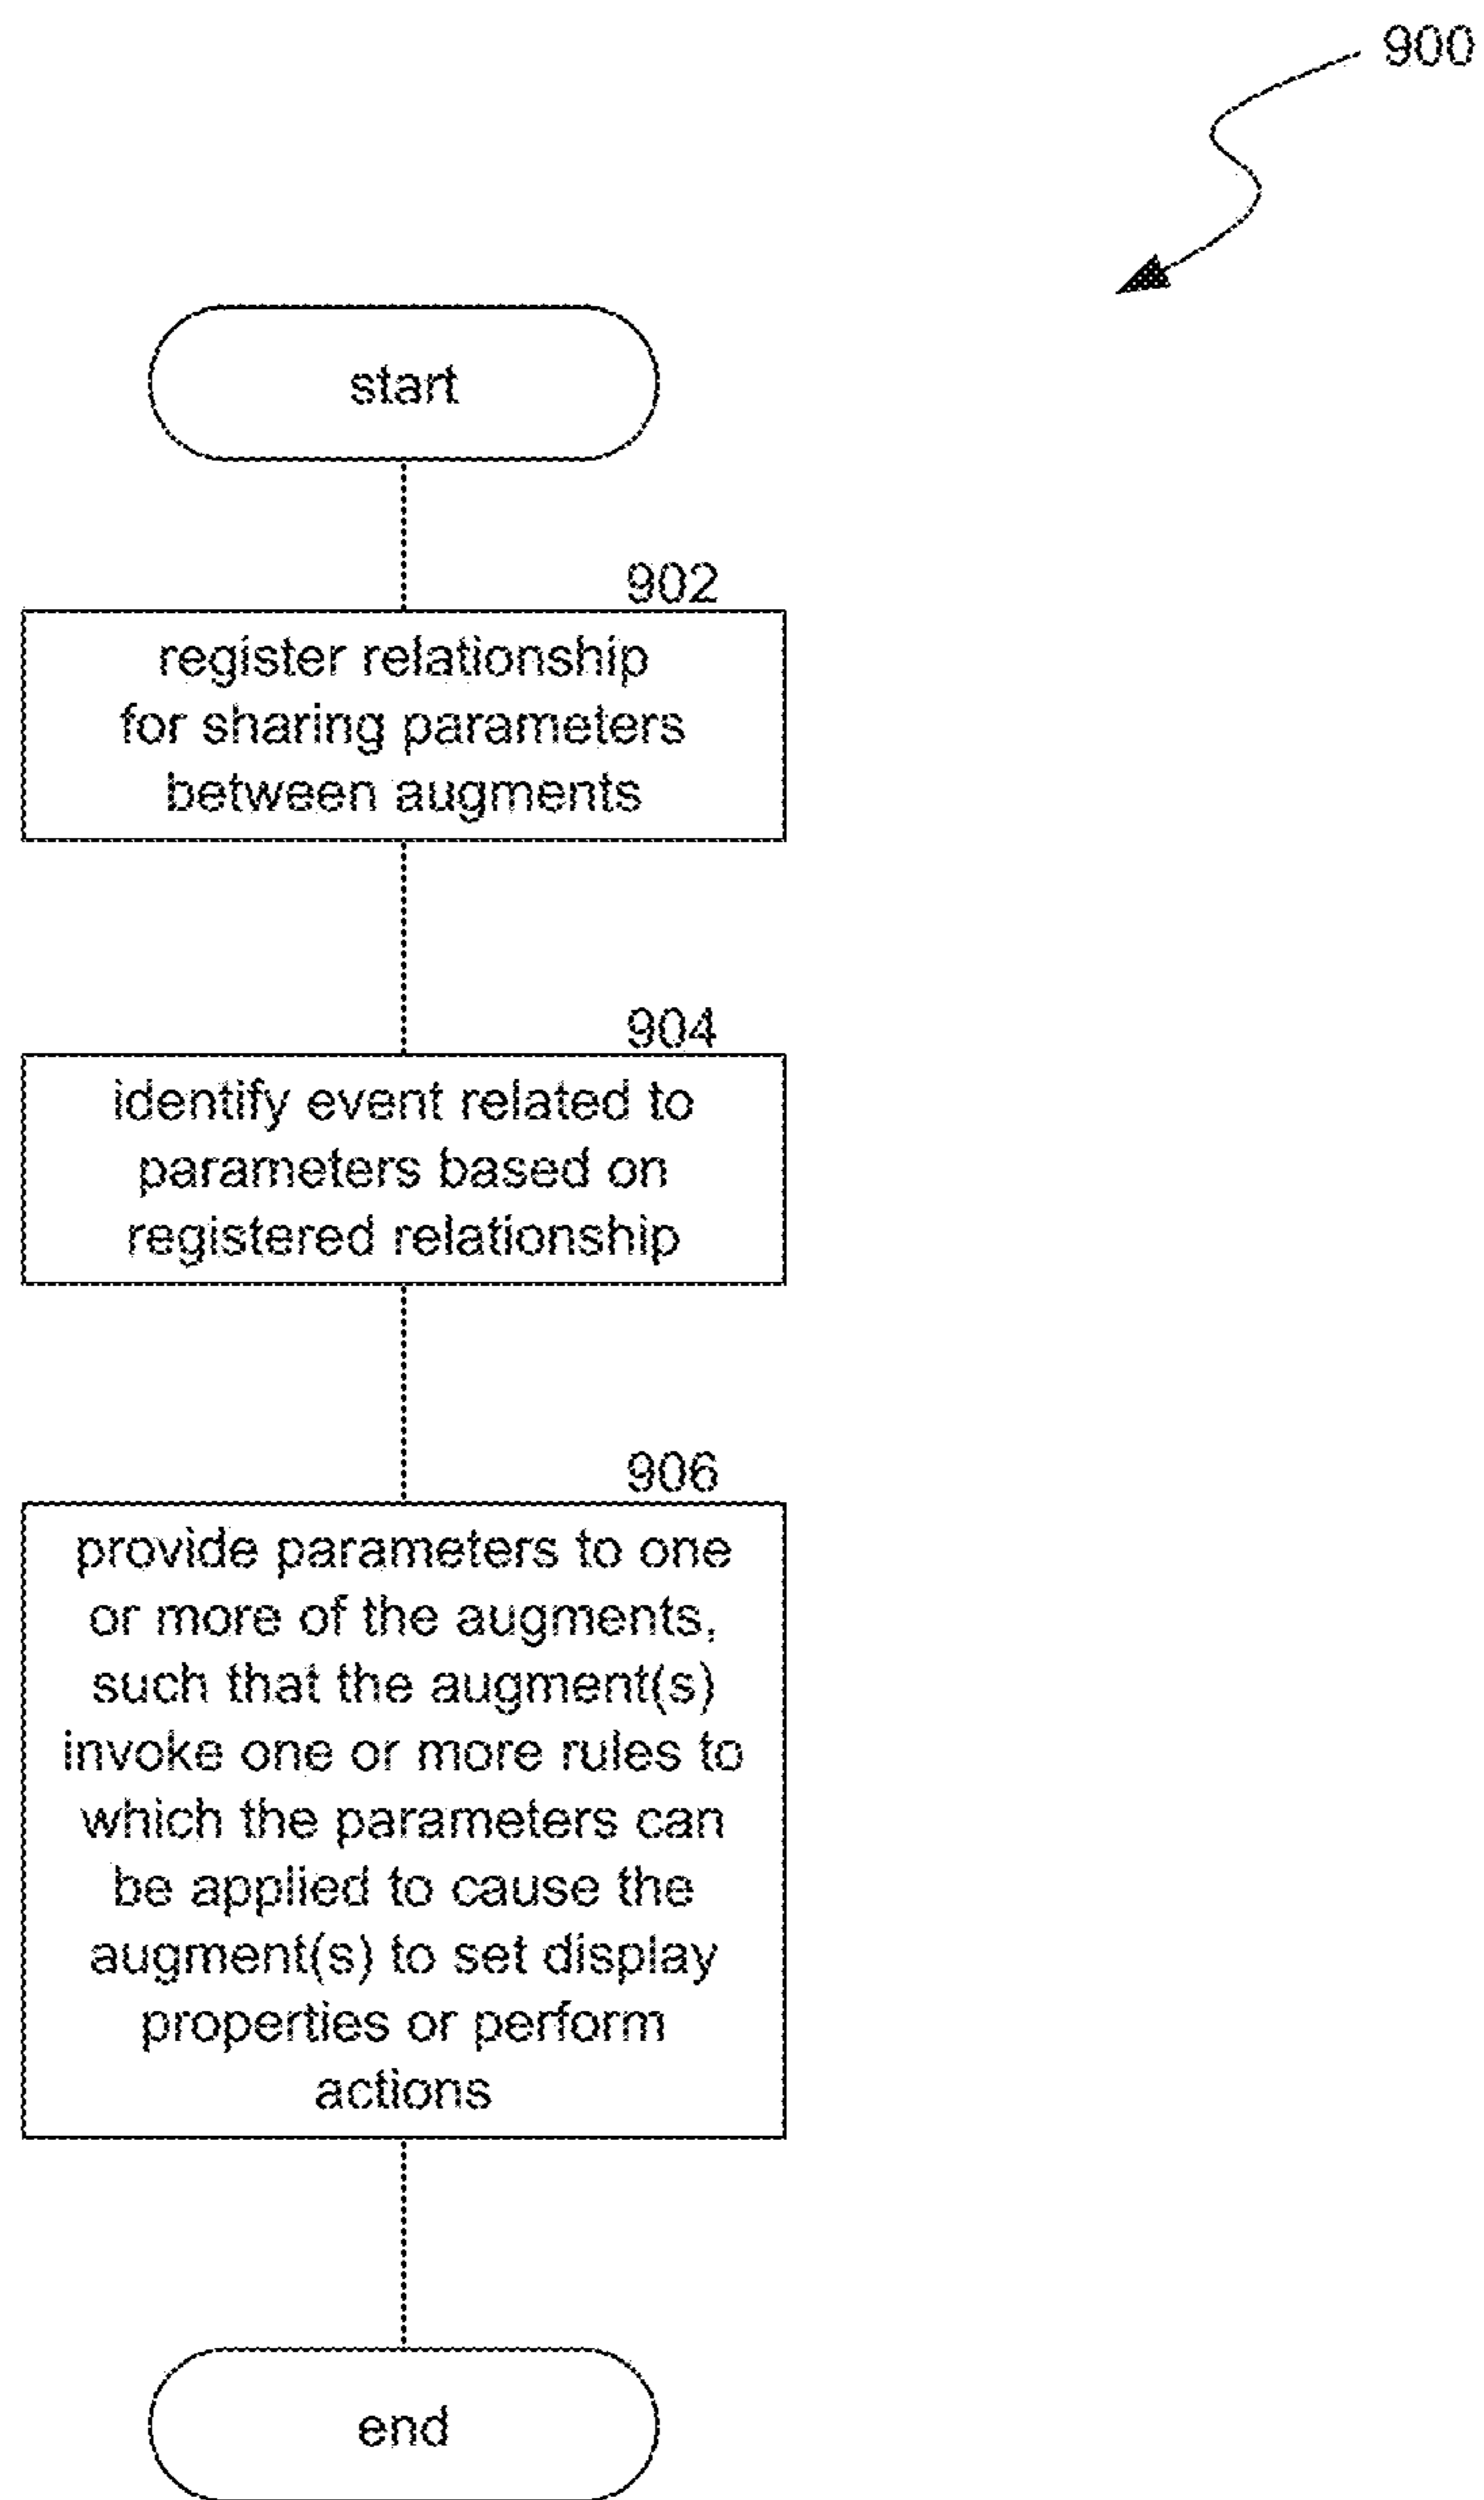 900
start
902
register relationship
for sharing parameters
between augments
904
identify event related to
parameters based on
registered relationship
906
provide parameters to one
or more of the augments,
such that the augment(s)
invoke one or more rules to
which the parameters can
be applied to cause the
augment(s) to set display
properties or perform
actions
end